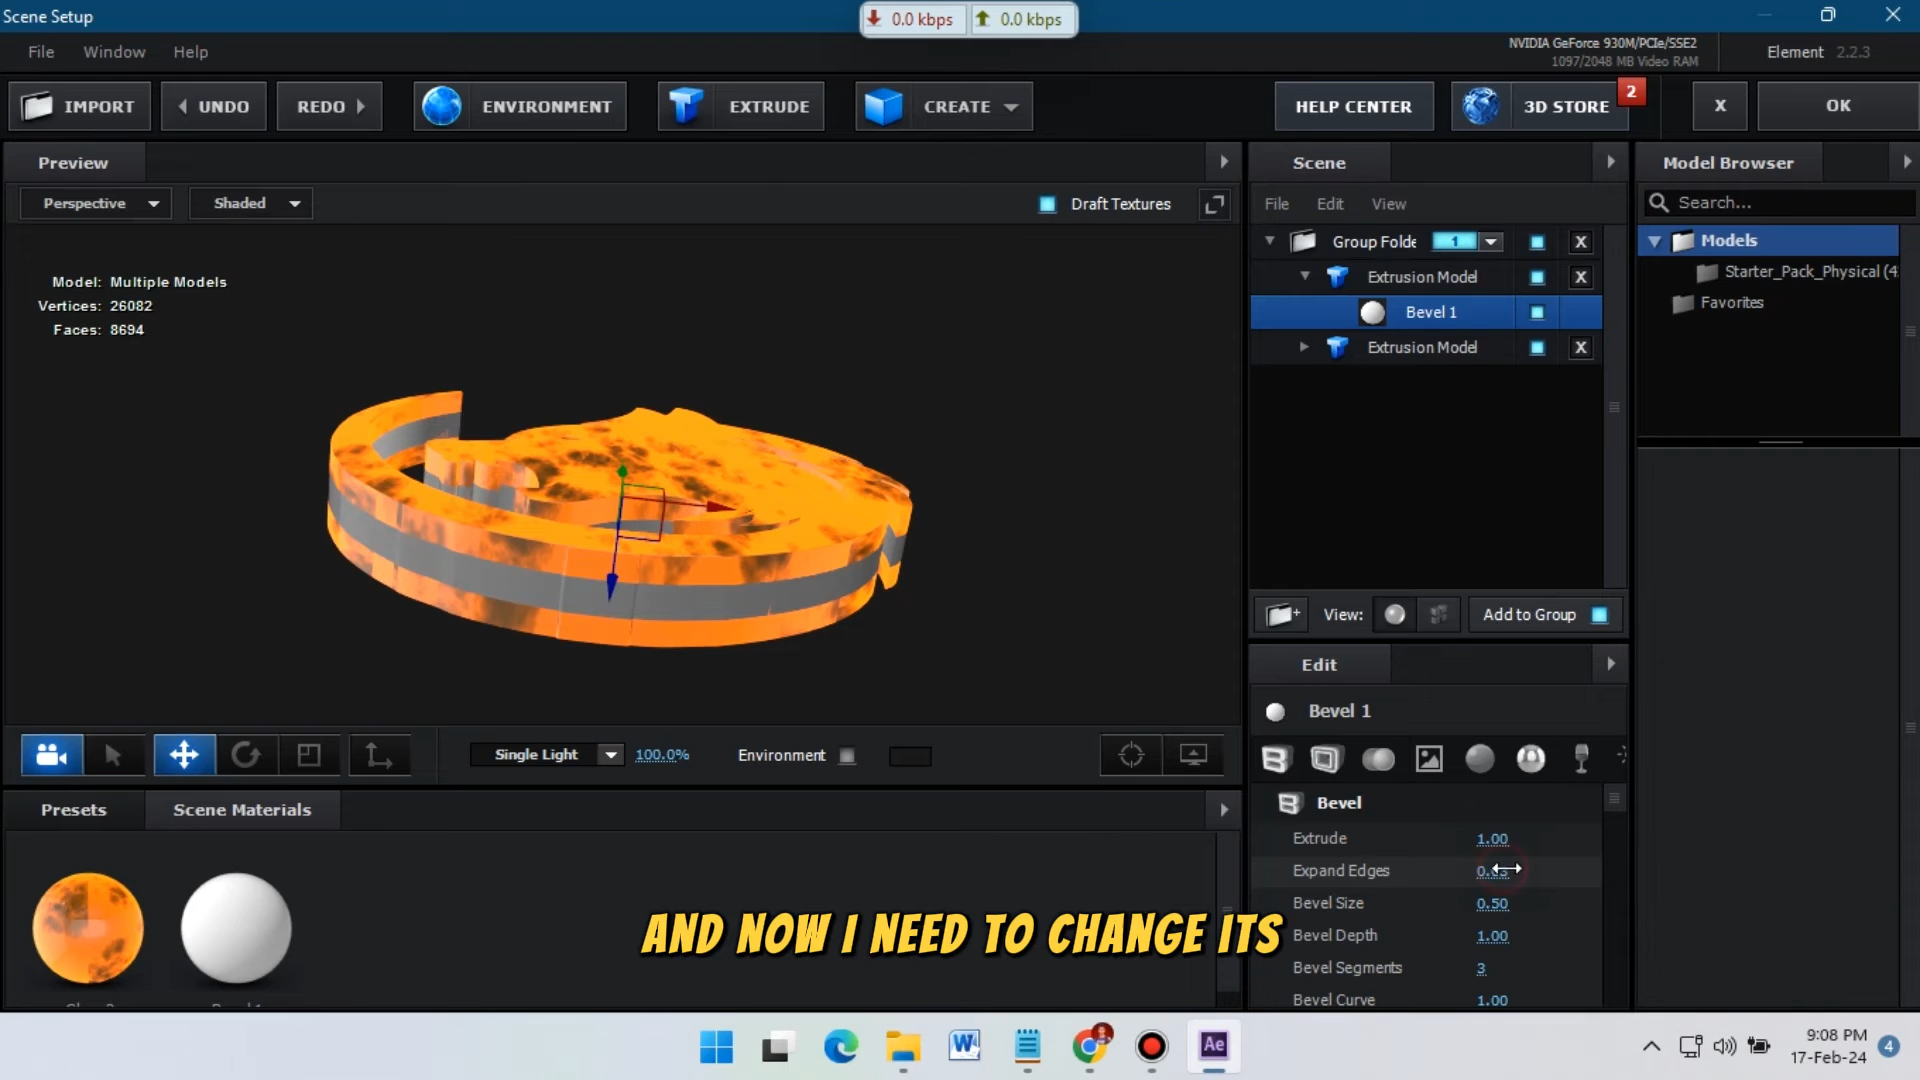 Scene Setup
0.0 kbps 0.0 kbps
File Window Help
NVIDIA GeForce 930M/PCIe/SSE2
1097/2048 MB Video RAM
Element 2.2.3
IMPORT UNDO REDO ENVIRONMENT EXTRUDE CREATE HELP CENTER 3D STORE 2 X OK
Preview
Perspective Shaded Draft Textures
Model: Multiple Models
Vertices: 26082
Faces: 8694
Single Light 100.0% Environment
Presets Scene Materials
Scene
File Edit View
Group Folde 1 X
Extrusion Model X
Bevel 1
Extrusion Model X
View: Add to Group
Edit
Bevel 1
Bevel
Extrude 1.00
Expand Edges
Bevel Size 0.50
Bevel Depth 1.00
Bevel Segments 3
Bevel Curve 1.00
Model Browser
Search...
Models
Starter_Pack_Physical (4
Favorites
AND NOW I NEED TO CHANGE ITS
W Ae
9:08 PM
17-Feb-24 4